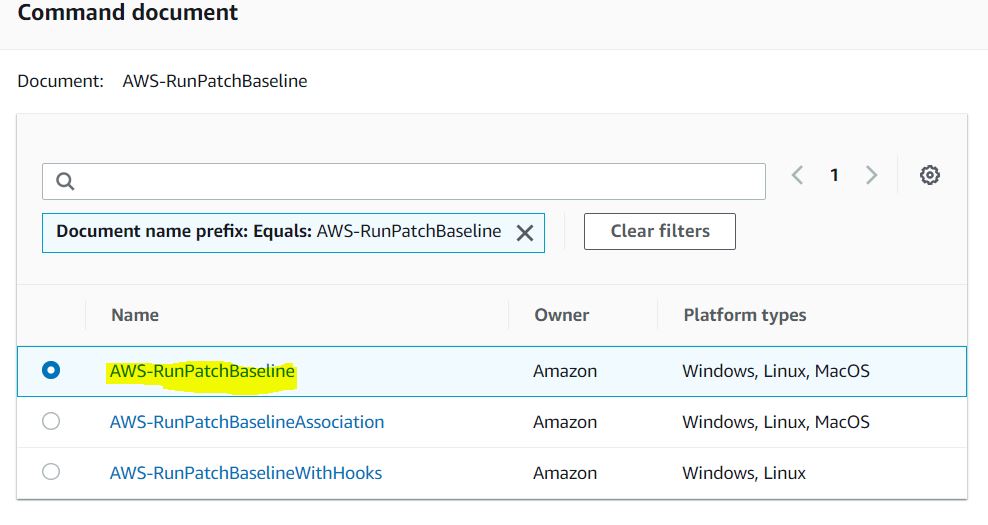 Command document
Document: AWS-RunPatchBaseline
1
Document name prefix: Equals: AWS-RunPatchBaseline
Clear filters
Name Owner Platform types
AWS-RunPatchBaseline Amazon Windows, Linux, MacOS
AWS-RunPatchBaselineAssociation Amazon Windows, Linux, MacOS
AWS-RunPatchBaselineWithHooks Amazon Windows, Linux